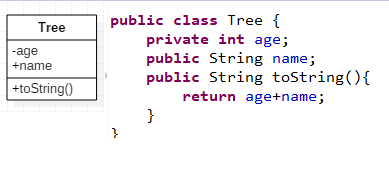 Tree
-age
+name
+toString()
public class Tree {
    private int age;
    public String name;
    public String toString(){
        return age+name;
    }
}